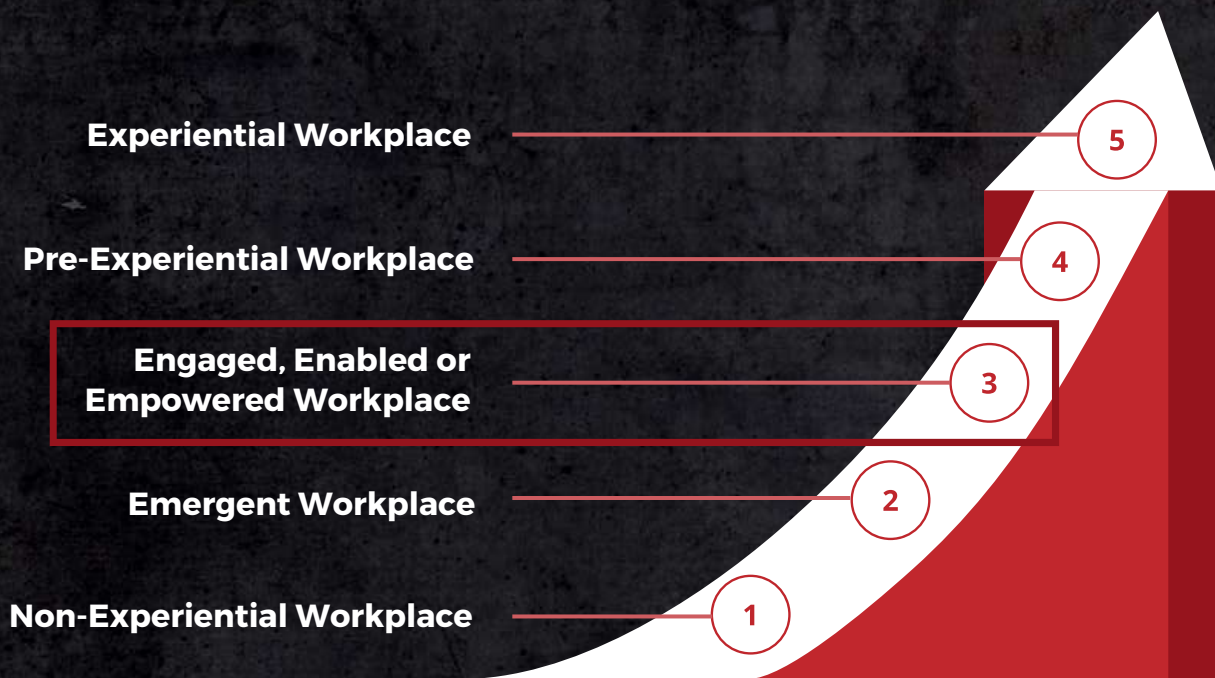 Experiential Workplace
5
Pre-Experiential Workplace
4
Engaged, Enabled or
Empowered Workplace
3
Emergent Workplace
2
Non-Experiential Workplace
1